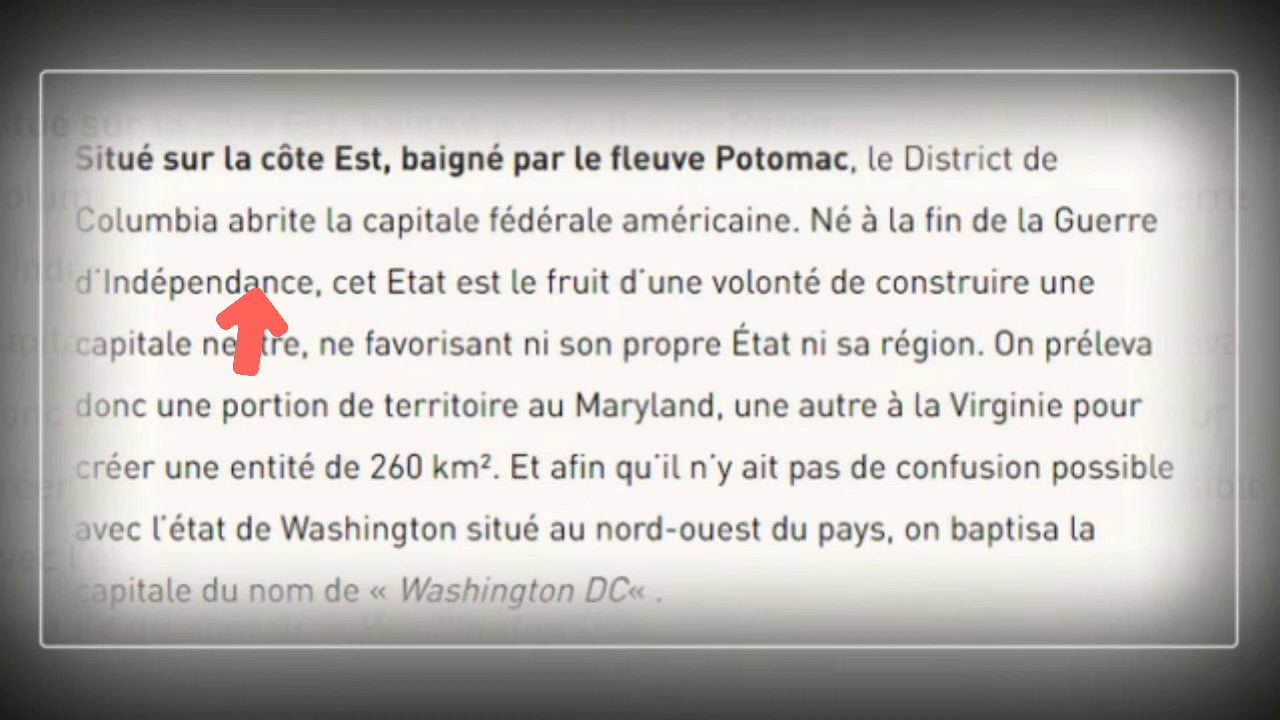 Situé sur la côte Est, baigné par le fleuve Potomac, le District de
Columbia abrite la capitale fédérale américaine. Né à la fin de la Guerre
d'Indépendance, cet Etat est le fruit d'une volonté de construire une
capitale neutre, ne favorisant ni son propre État ni sa région. On préleva
donc une portion de territoire au Maryland, une autre à la Virginie pour
créer une entité de 260 km². Et afin qu'il n'y ait pas de confusion possible
avec l'état de Washington situé au nord-ouest du pays, on baptisa la
capitale du nom de « Washington DC« .